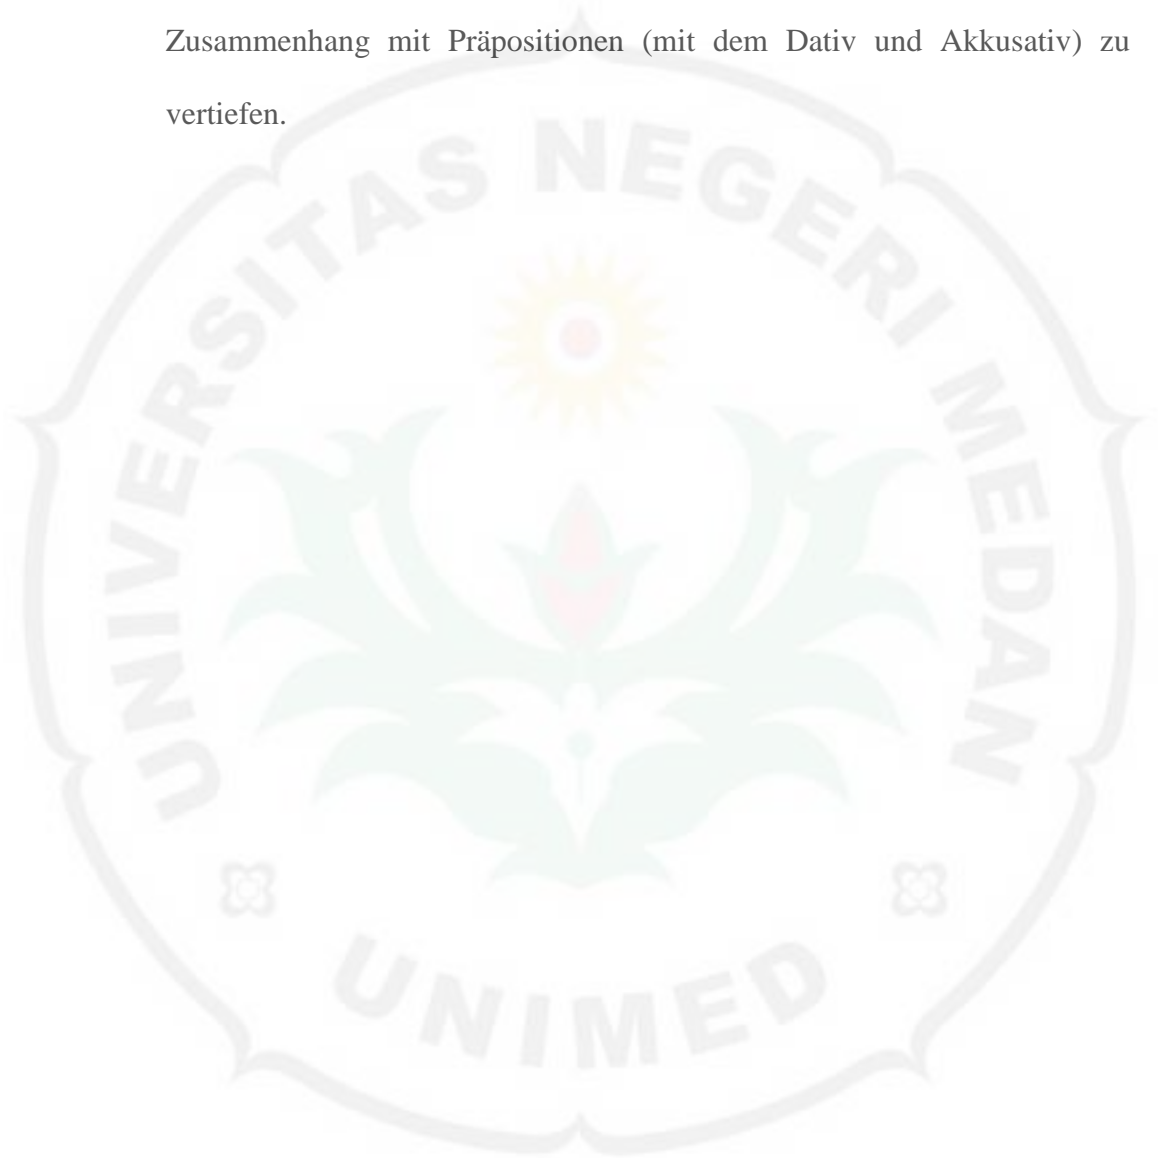 Zusammenhang mit Präpositionen (mit dem Dativ und Akkusativ) zu
vertiefen.
UNIVERSITAS NEGERI MEDAN
UNIMED